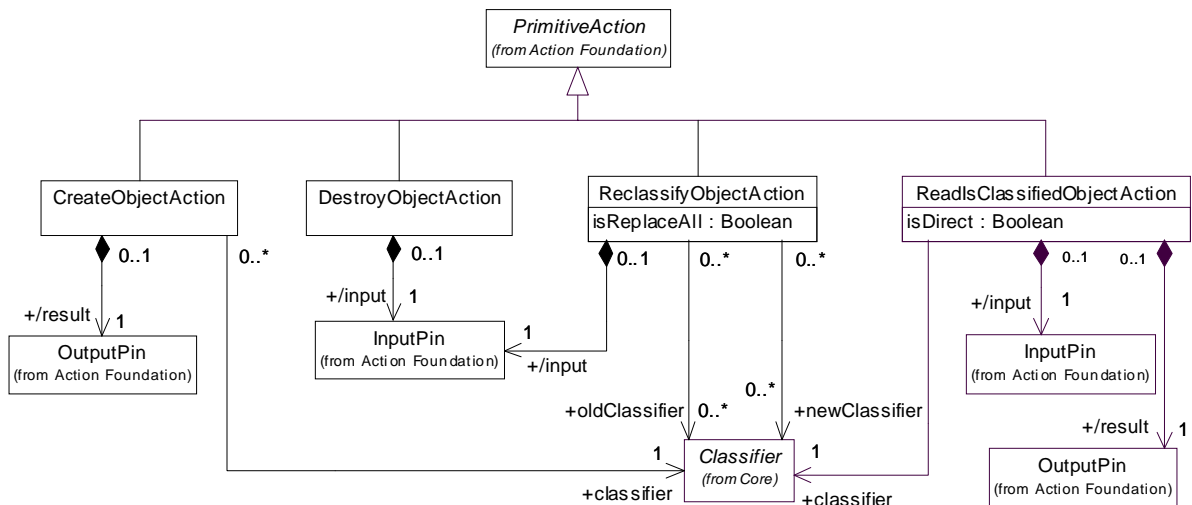 PrimitiveAction
(from Action Foundation)
CreateObjectAction
DestroyObjectAction
ReclassifyObjectAction
isReplaceAll : Boolean
ReadIsClassifiedObjectAction
isDirect : Boolean
0..1
0..*
0..1
0..1
0..*
0..*
0..1
0..1
+/result
1
+/input
1
1
+/input
+/input
1
OutputPin
(from Action Foundation)
InputPin
(from Action Foundation)
InputPin
(from Action Foundation)
+oldClassifier
0..*
0..*
+newClassifier
+/result
1
1
+classifier
Classifier
(from Core)
1
+classifier
OutputPin
(from Action Foundation)